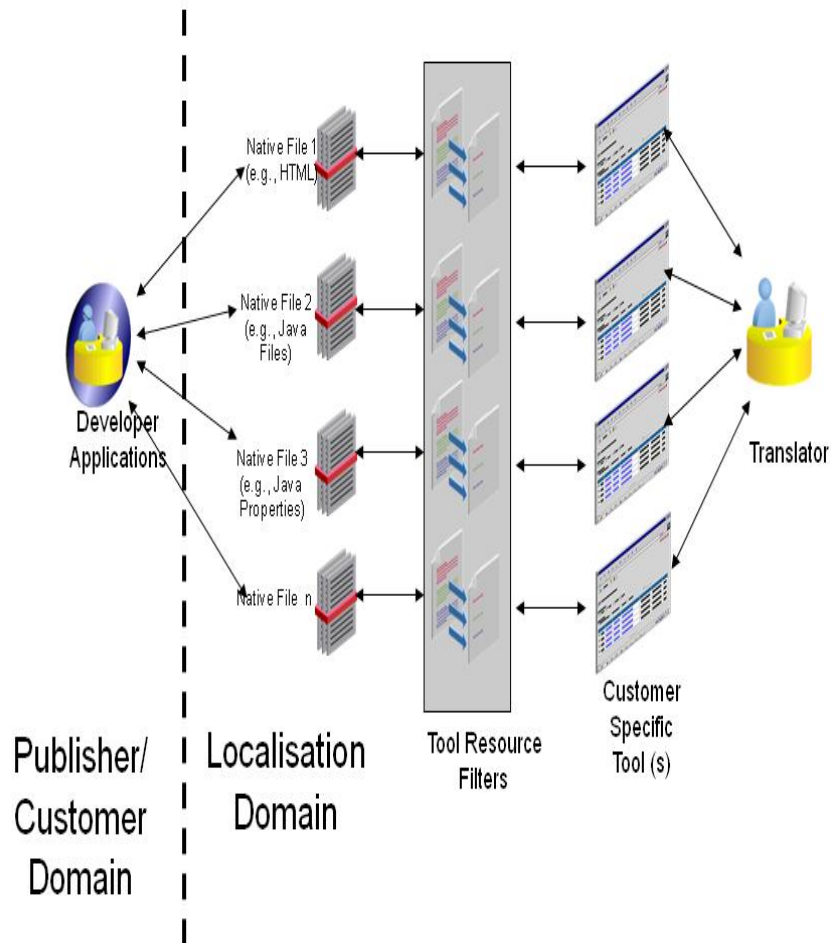 Native File 1
(e.g., HTML)
Native File 2
(e.g., Java
Files)
Developer
Applications
Native File 3
(e.g., Java
Properties)
Translator
Native File n
Customer
Specific
Tool (s)
Tool Resource
Filters
Publisher/
Customer
Domain
Localisation
Domain